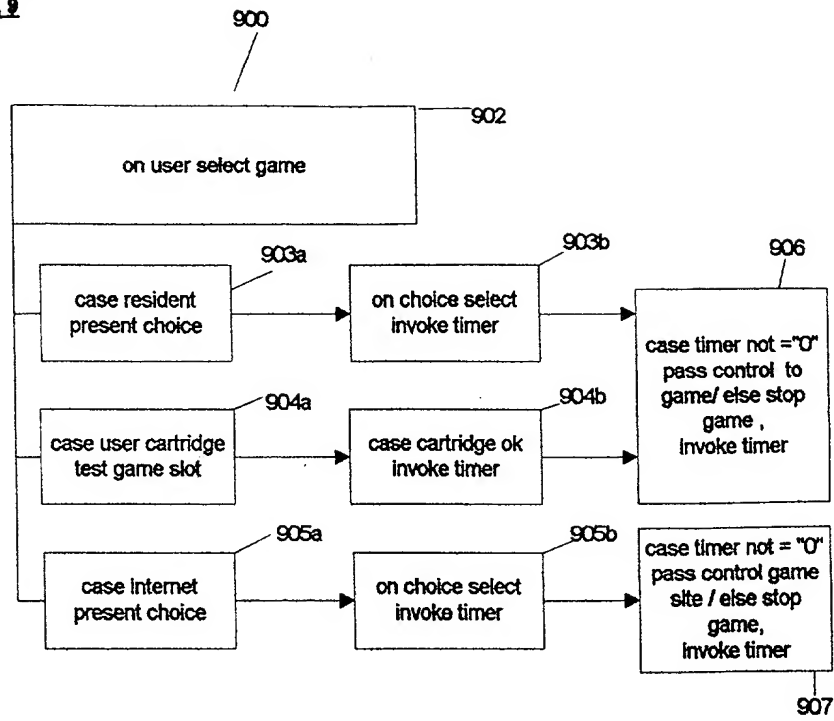 9
900
902
on user select game
903a
903b
906
case resident
present choice
on choice select
invoke timer
case timer not ="0"
pass control to
game/ else stop
game ,
invoke timer
904a
904b
case user cartridge
test game slot
case cartridge ok
invoke timer
905a
905b
case internet
present choice
on choice select
invoke timer
case timer not = "0"
pass control game
site / else stop
game,
invoke timer
907